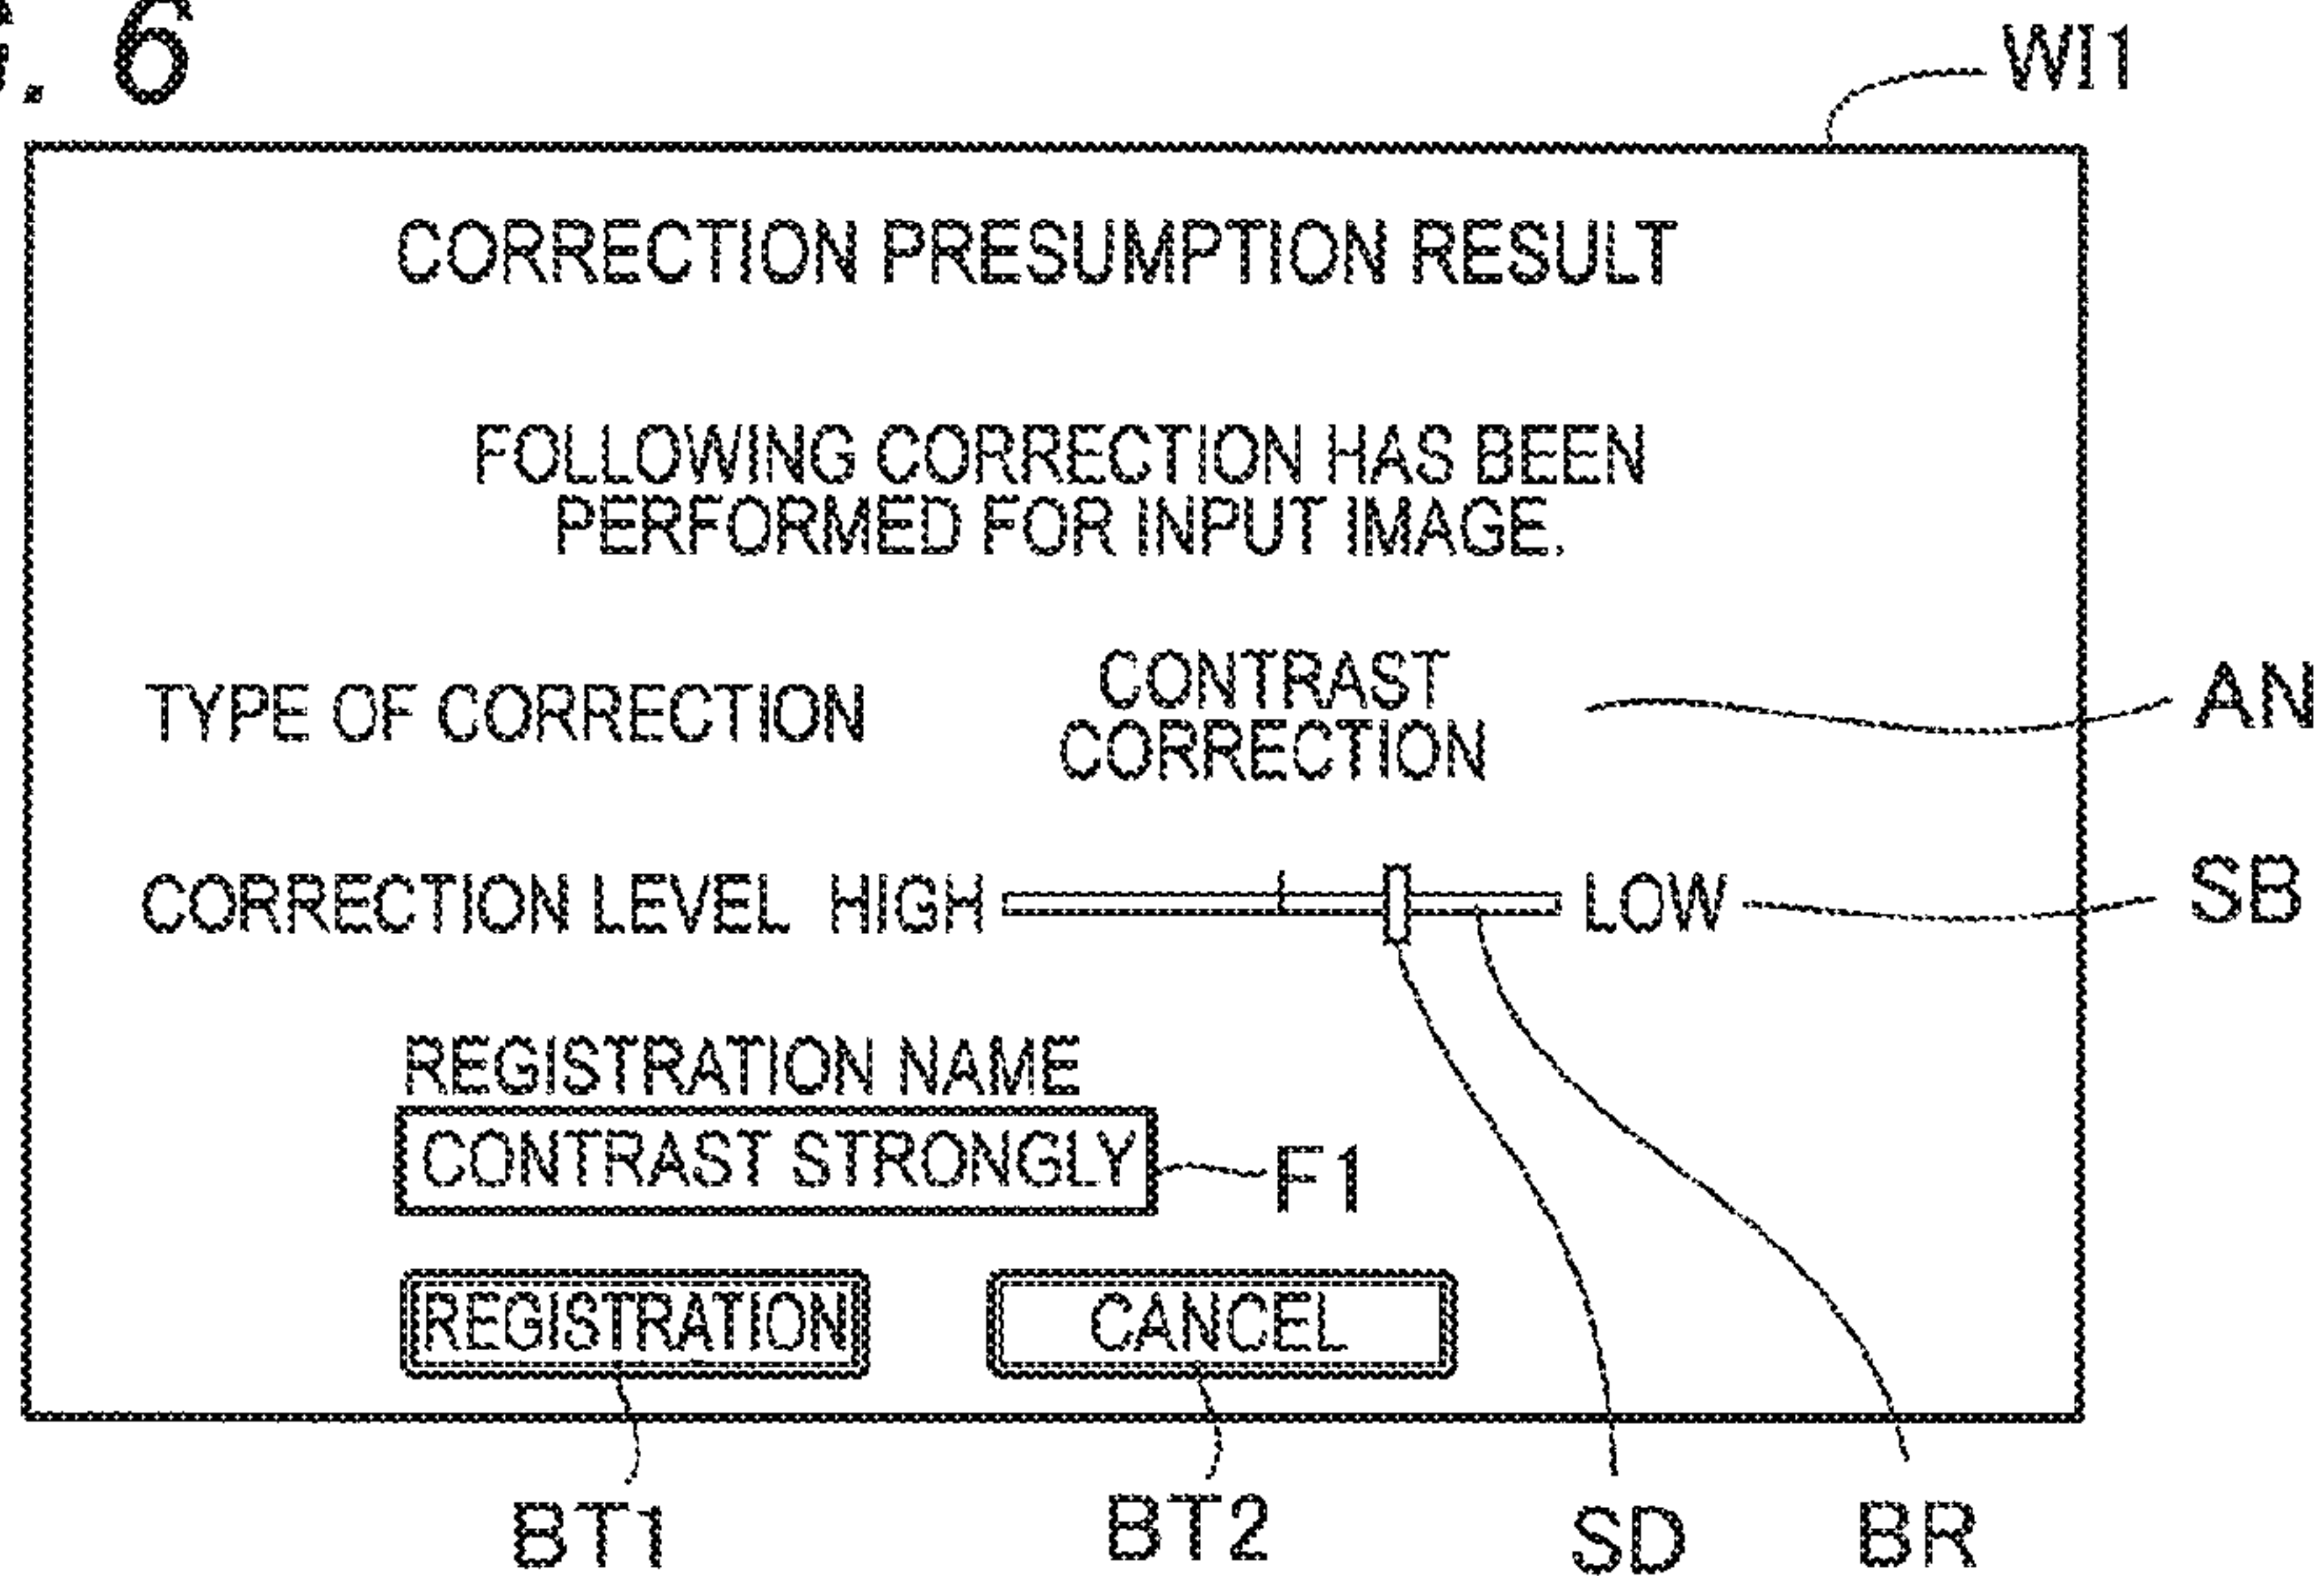 G. 6
WI1
CORRECTION PRESUMPTION RESULT
FOLLOWING CORRECTION HAS BEEN
PERFORMED FOR INPUT IMAGE.
TYPE OF CORRECTION CONTRAST CORRECTION AN
CORRECTION LEVEL HIGH LOW SB
REGISTRATION NAME
CONTRAST STRONGLY F1
REGISTRATION CANCEL
BT1 BT2 SD BR